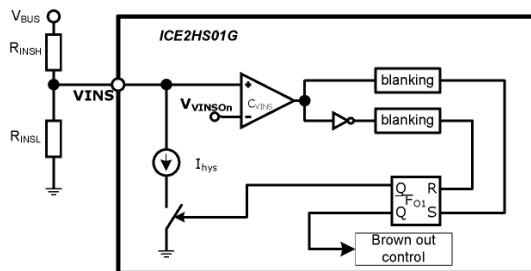 ICE2HS01G
VBUS
RINSH
VINS
RINSL
VVINSOn
CVINS
Ihys
blanking
blanking
Q R
FO1
Q S
Brown out
control